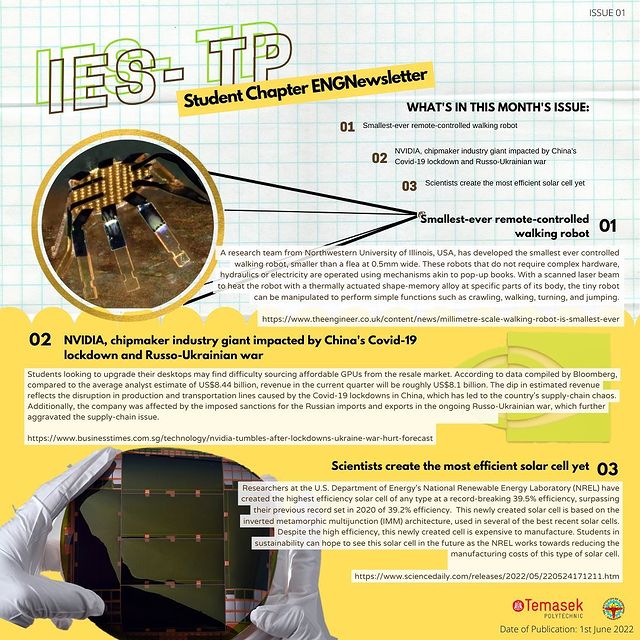 ISSUE 01
IES- TP
Student Chapter ENGNewsletter
WHAT'S IN THIS MONTH'S ISSUE:
01 Smallest-ever remote-controlled walking robot
02 NVIDIA, chipmaker industry giant impacted by China's
Covid-19 lockdown and Russo-Ukrainian war
03 Scientists create the most efficient solar cell yet
Smallest-ever remote-controlled 01
walking robot
A research team from Northwestern University of Illinois, USA, has developed the smallest ever controlled
walking robot, smaller than a flea at 0.5mm wide. These robots that do not require complex hardware,
hydraulics or electricity are operated using mechanisms akin to pop-up books. With a scanned laser beam
to heat the robot with a thermally actuated shape-memory alloy at specific parts of its body, the tiny robot
can be manipulated to perform simple functions such as crawling, walking, turning, and jumping.
https://www.theengineer.co.uk/content/news/millimetre-scale-walking-robot-is-smallest-ever
02 NVIDIA, chipmaker industry giant impacted by China's Covid-19
lockdown and Russo-Ukrainian war
Students looking to upgrade their desktops may find difficulty sourcing affordable GPUs from the resale market. According to data compiled by Bloomberg,
compared to the average analyst estimate of US$8.44 billion, revenue in the current quarter will be roughly US$8.1 billion. The dip in estimated revenue
reflects the disruption in production and transportation lines caused by the Covid-19 lockdowns in China, which has led to the country's supply-chain chaos.
Additionally, the company was affected by the imposed sanctions for the Russian imports and exports in the ongoing Russo-Ukrainian war, which further
aggravated the supply-chain issue.
https://www.businesstimes.com.sg/technology/nvidia-tumbles-after-lockdowns-ukraine-war-hurt-forecast
Scientists create the most efficient solar cell yet 03
Researchers at the U.S. Department of Energy's National Renewable Energy Laboratory (NREL) have
created the highest efficiency solar cell of any type at a record-breaking 39.5% efficiency, surpassing
their previous record set in 2020 of 39.2% efficiency. This newly created solar cell is based on the
inverted metamorphic multijunction (IMM) architecture, used in several of the best recent solar cells.
Despite the high efficiency, this newly created cell is expensive to manufacture. Students in
sustainability can hope to see this solar cell in the future as the NREL works towards reducing the
manufacturing costs of this type of solar cell.
https://www.sciencedaily.com/releases/2022/05/220524171211.htm
Temasek
POLYTECHNIC
Date of Publication: 1st June 2022